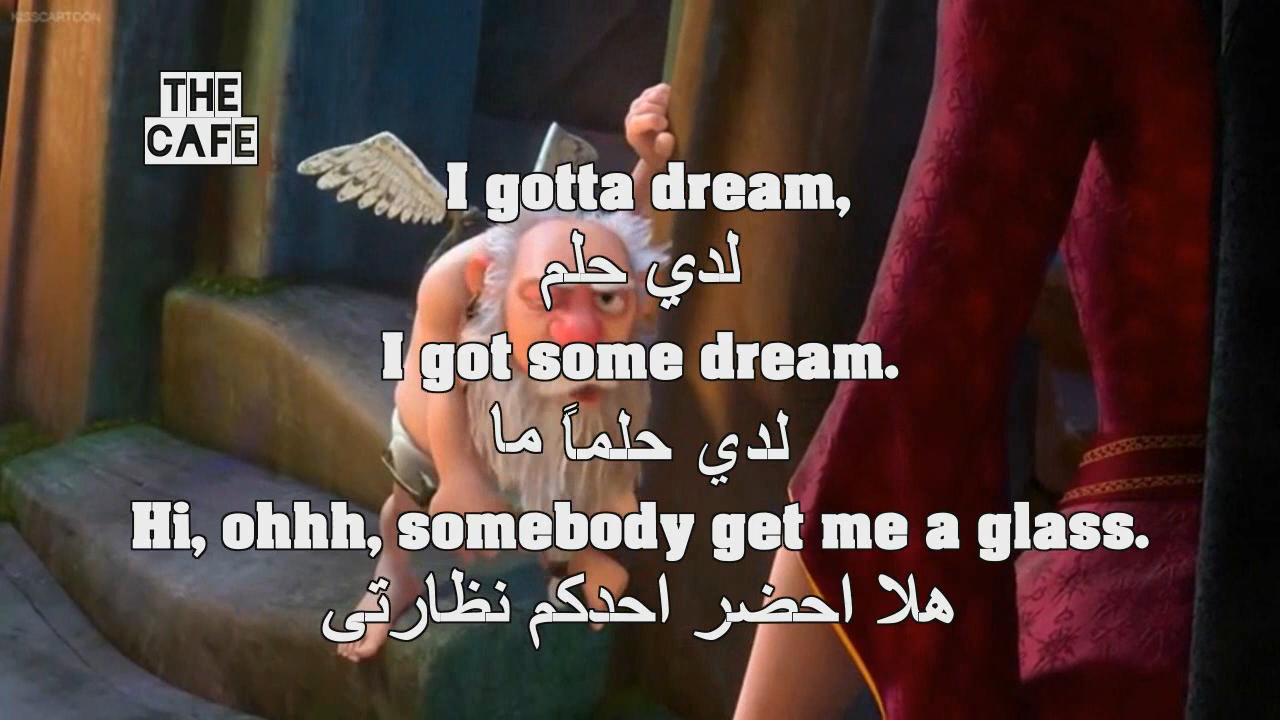 KISSCARTOON
THE
CAFE
I gotta dream,
لدي حلم
I got some dream.
لدي حلماً ما
Hi, ohhh, somebody get me a glass.
هلا احضر احدكم نظارتى